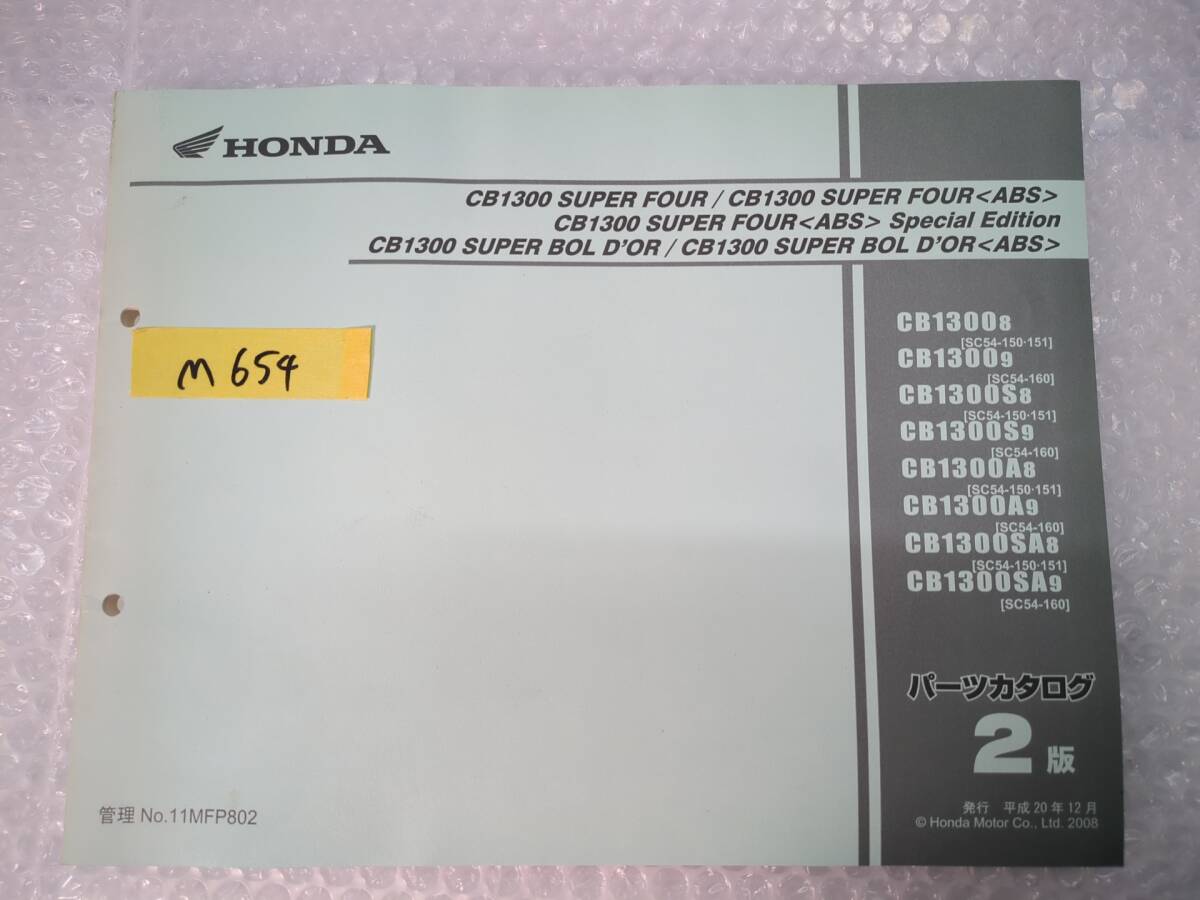 HONDA
CB1300 SUPER FOUR / CB1300 SUPER FOUR<ABS>
CB1300 SUPER FOUR<ABS> Special Edition
CB1300 SUPER BOL D'OR / CB1300 SUPER BOL D'OR<ABS>
M654
CB13008
[SC54-150·151]
CB13009
[SC54-160]
CB1300S8
[SC54-150·151]
CB1300S9
[SC54-160]
CB1300A8
[SC54-150·151]
CB1300A9
[SC54-160]
CB1300SA8
[SC54-150·151]
CB1300SA9
[SC54-160]
パーツカタログ
2版
管理 No.11MFP802
発行 平成20年12月
© Honda Motor Co., Ltd. 2008